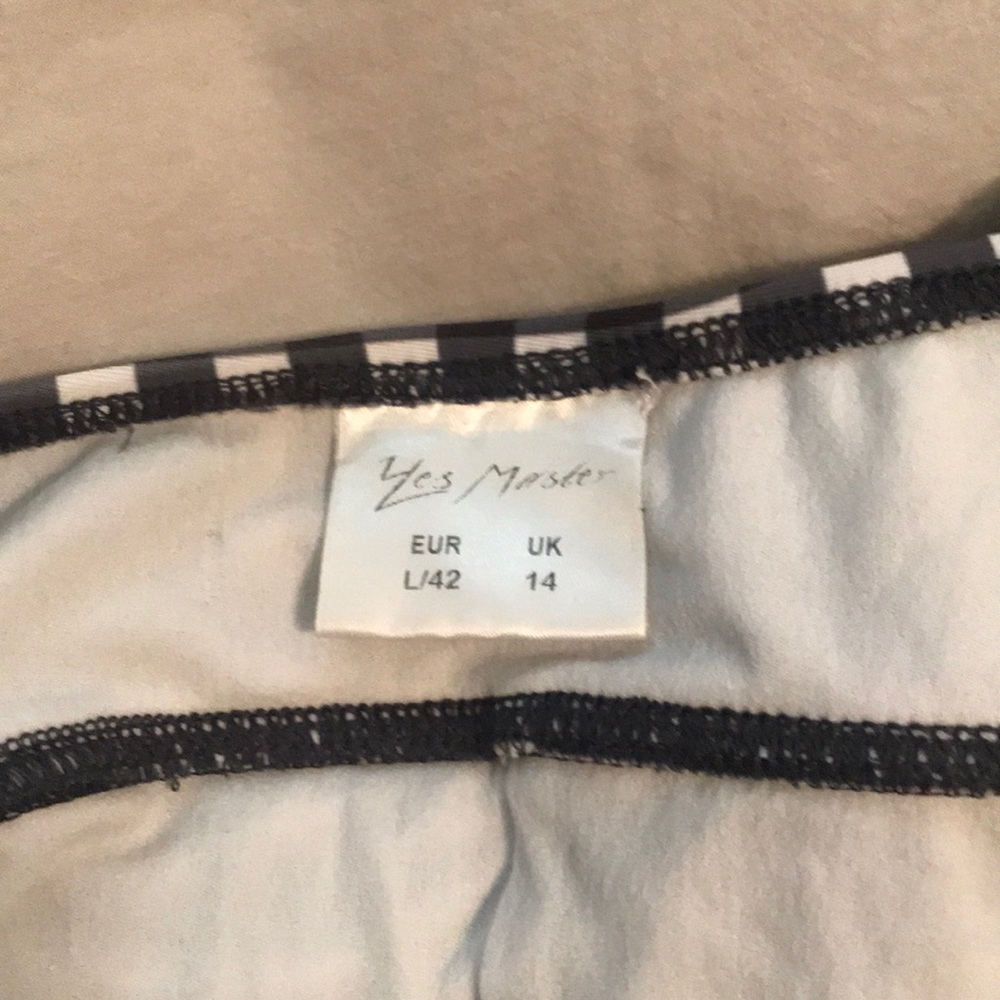 Yes Master
EUR UK
L/42 14